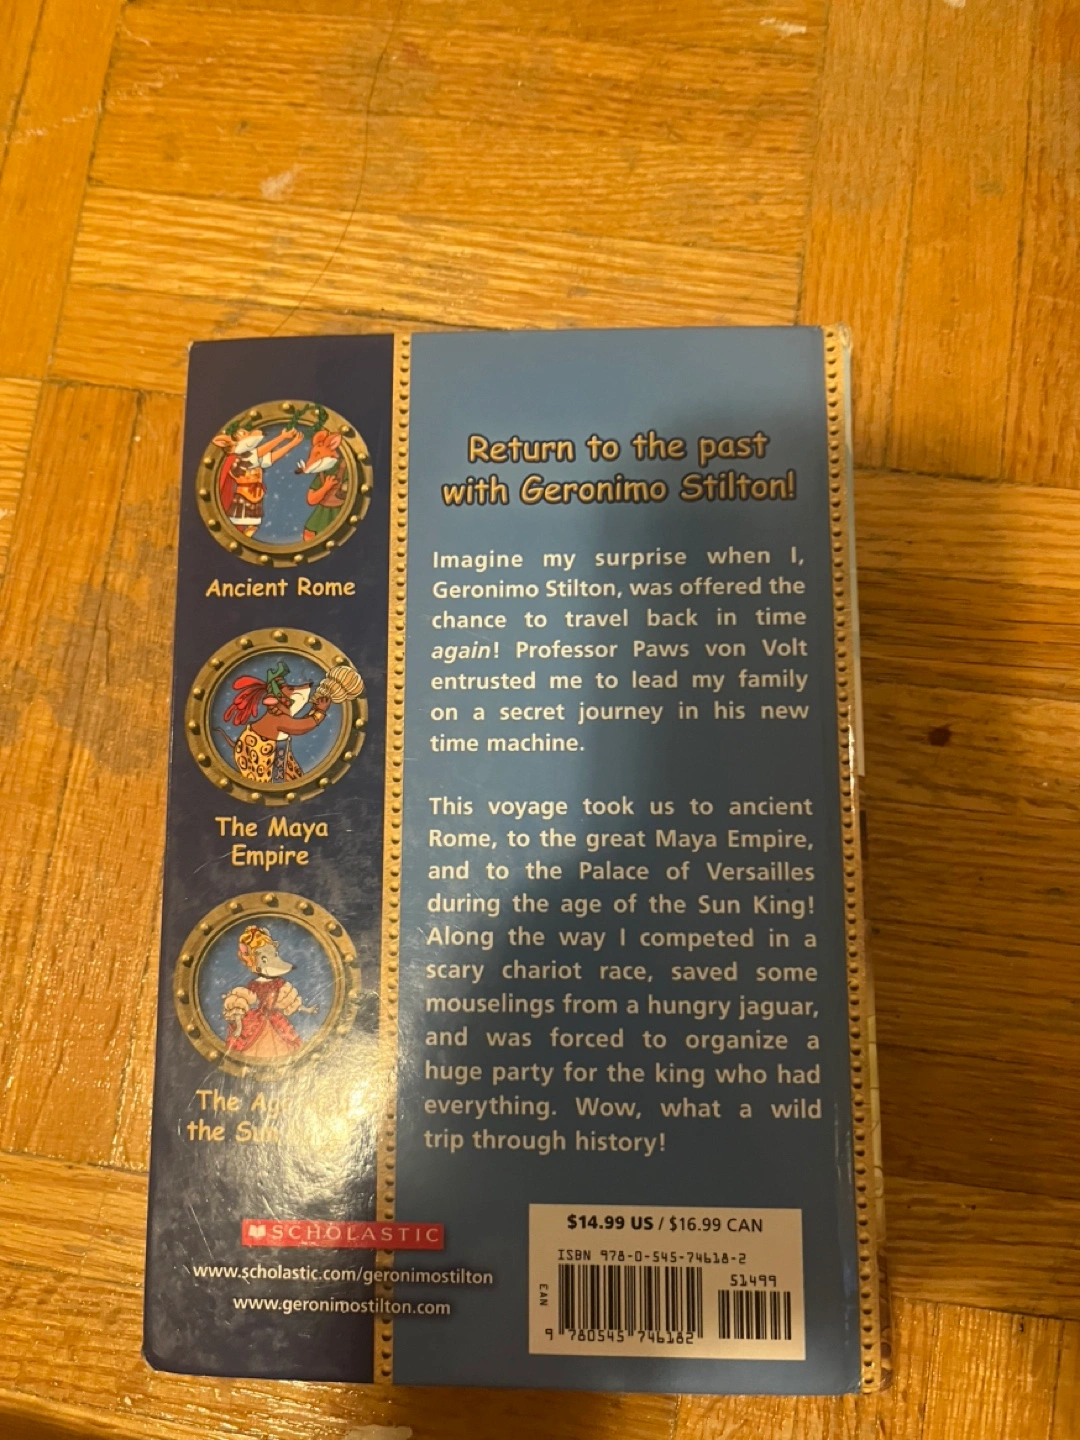 Ancient Rome
The Maya
Empire
The
the
SCHOLASTIC
www.scholastic.com/geronimostilton
www.geronimostilton.com
Return to the past
with Geronimo Stilton!
Imagine my surprise when I,
Geronimo Stilton, was offered the
chance to travel back in time
again! Professor Paws von Volt
entrusted me to lead my family
on a secret journey in his new
time machine.
This voyage took us to ancient
Rome, to the great Maya Empire,
and to the Palace of Versailles
during the age of the Sun King!
Along the way I competed in a
scary chariot race, saved some
mouselings from a hungry jaguar,
and was forced to organize a
huge party for the king who had
everything. Wow, what a wild
trip through history!
$14.99 US / $16.99 CAN
ISBN 978-0-545-74618-2
51499
EAN
9 780545 746182